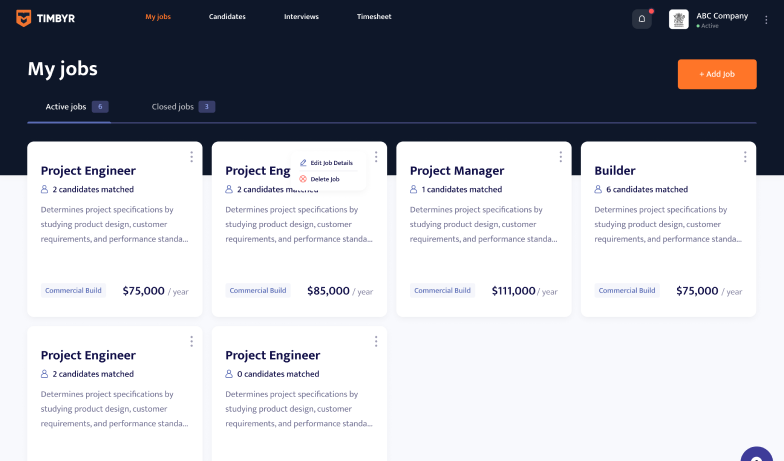 TIMBYR
My jobs
Candidates
Interviews
Timesheet
ABC Company
Active
My jobs
+ Add Job
Active jobs 6
Closed jobs 3
Project Engineer
2 candidates matched
Determines project specifications by
studying product design, customer
requirements, and performance standa...
Commercial Build
$75,000 / year
Project Eng
Edit Job Details
Delete Job
2 candidates matched
Determines project specifications by
studying product design, customer
requirements, and performance standa...
Commercial Build
$85,000 / year
Project Manager
1 candidates matched
Determines project specifications by
studying product design, customer
requirements, and performance standa...
Commercial Build
$111,000 / year
Builder
6 candidates matched
Determines project specifications by
studying product design, customer
requirements, and performance standa...
Commercial Build
$75,000 / year
Project Engineer
2 candidates matched
Determines project specifications by
studying product design, customer
requirements, and performance standa...
Project Engineer
0 candidates matched
Determines project specifications by
studying product design, customer
requirements, and performance standa...